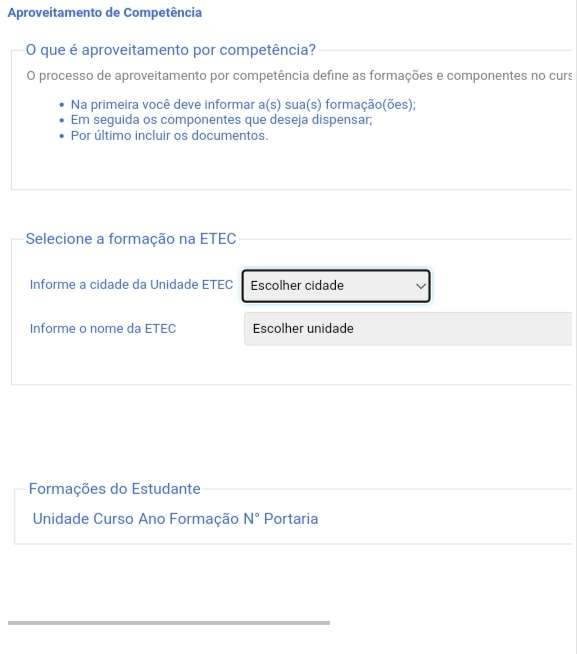 Aproveitamento de Competência
O que é aproveitamento por competência?
O processo de aproveitamento por competência define as formações e componentes no curs
Na primeira você deve informar a(s) sua(s) formação(ões);
Em seguida os componentes que deseja dispensar;
Por último incluir os documentos.
Selecione a formação na ETEC
Informe a cidade da Unidade ETEC Escolher cidade
Informe o nome da ETEC Escolher unidade
Formações do Estudante
Unidade Curso Ano Formação N° Portaria